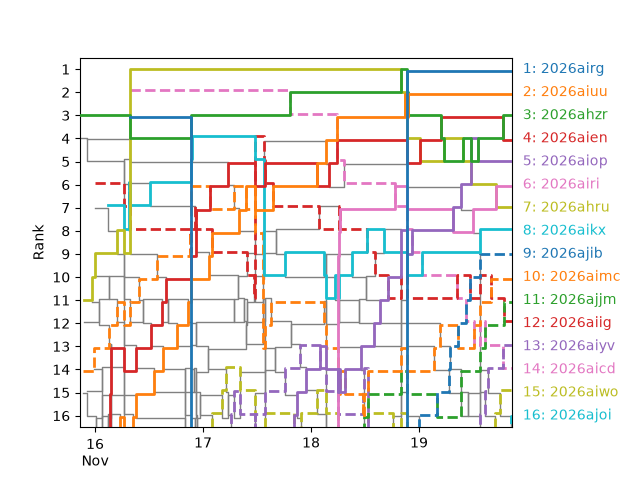 1
2
3
4
5
6
7
8
9
10
11
12
13
14
15
16
Rank
16
17
18
19
Nov
1: 2026airg
2: 2026aiuu
3: 2026ahzr
4: 2026aien
5: 2026aiop
6: 2026airi
7: 2026ahru
8: 2026aikx
9: 2026ajib
10: 2026aimc
11: 2026ajjm
12: 2026aiig
13: 2026aiyv
14: 2026aicd
15: 2026aiwo
16: 2026ajoi